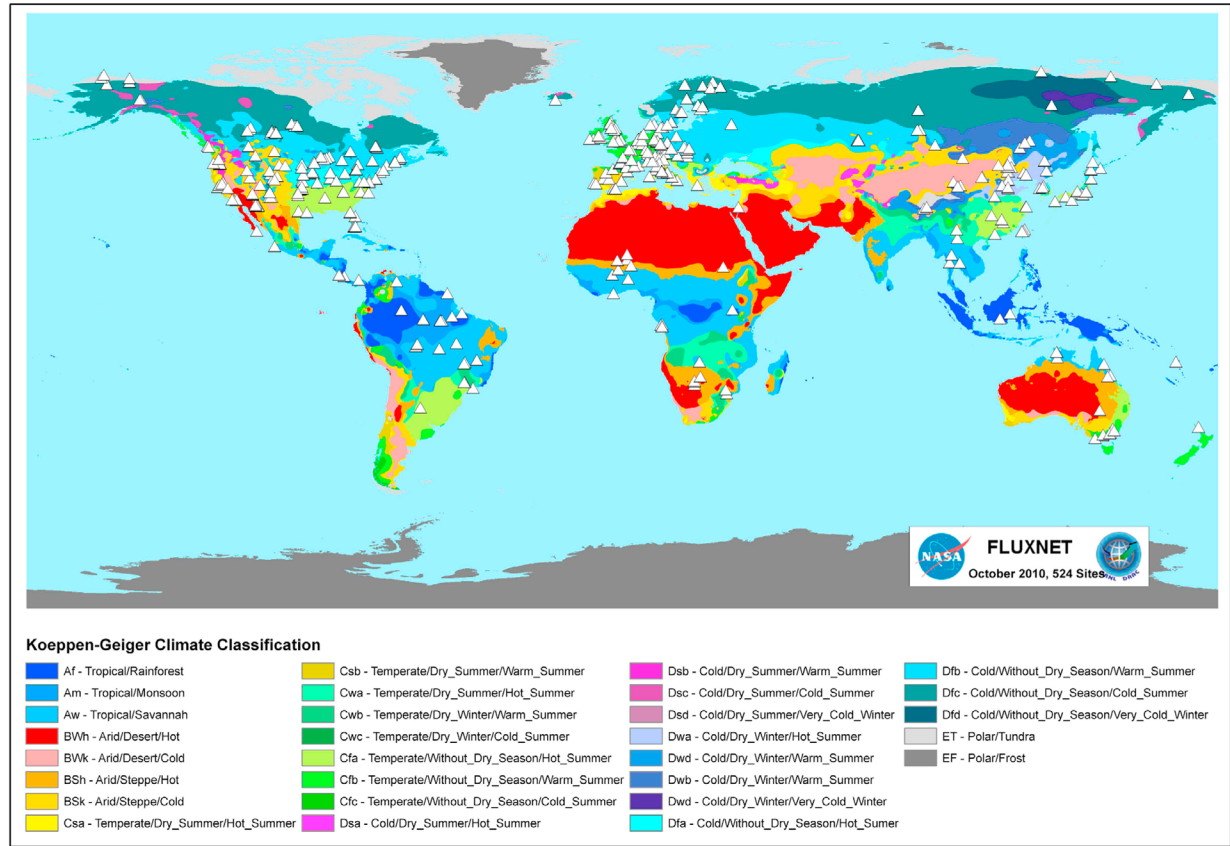 NASA
FLUXNET
October 2010, 524 Sites
ORNL DAAC
Koeppen-Geiger Climate Classification
Af - Tropical/Rainforest
Am - Tropical/Monsoon
Aw - Tropical/Savannah
BWh - Arid/Desert/Hot
BWk - Arid/Desert/Cold
BSh - Arid/Steppe/Hot
BSk - Arid/Steppe/Cold
Csa - Temperate/Dry_Summer/Hot_Summer
Csb - Temperate/Dry_Summer/Warm_Summer
Cwa - Temperate/Dry_Summer/Hot_Summer
Cwb - Temperate/Dry_Winter/Warm_Summer
Cwc - Temperate/Dry_Winter/Cold_Summer
Cfa - Temperate/Without_Dry_Season/Hot_Summer
Cfb - Temperate/Without_Dry_Season/Warm_Summer
Cfc - Temperate/Without_Dry_Season/Cold_Summer
Dsa - Cold/Dry_Summer/Hot_Summer
Dsb - Cold/Dry_Summer/Warm_Summer
Dsc - Cold/Dry_Summer/Cold_Summer
Dsd - Cold/Dry_Summer/Very_Cold_Winter
Dwa - Cold/Dry_Winter/Hot_Summer
Dwd - Cold/Dry_Winter/Warm_Summer
Dwb - Cold/Dry_Winter/Warm_Summer
Dwd - Cold/Dry_Winter/Very_Cold_Winter
Dfa - Cold/Without_Dry_Season/Hot_Sumer
Dfb - Cold/Without_Dry_Season/Warm_Summer
Dfc - Cold/Without_Dry_Season/Cold_Summer
Dfd - Cold/Without_Dry_Season/Very_Cold_Winter
ET - Polar/Tundra
EF - Polar/Frost